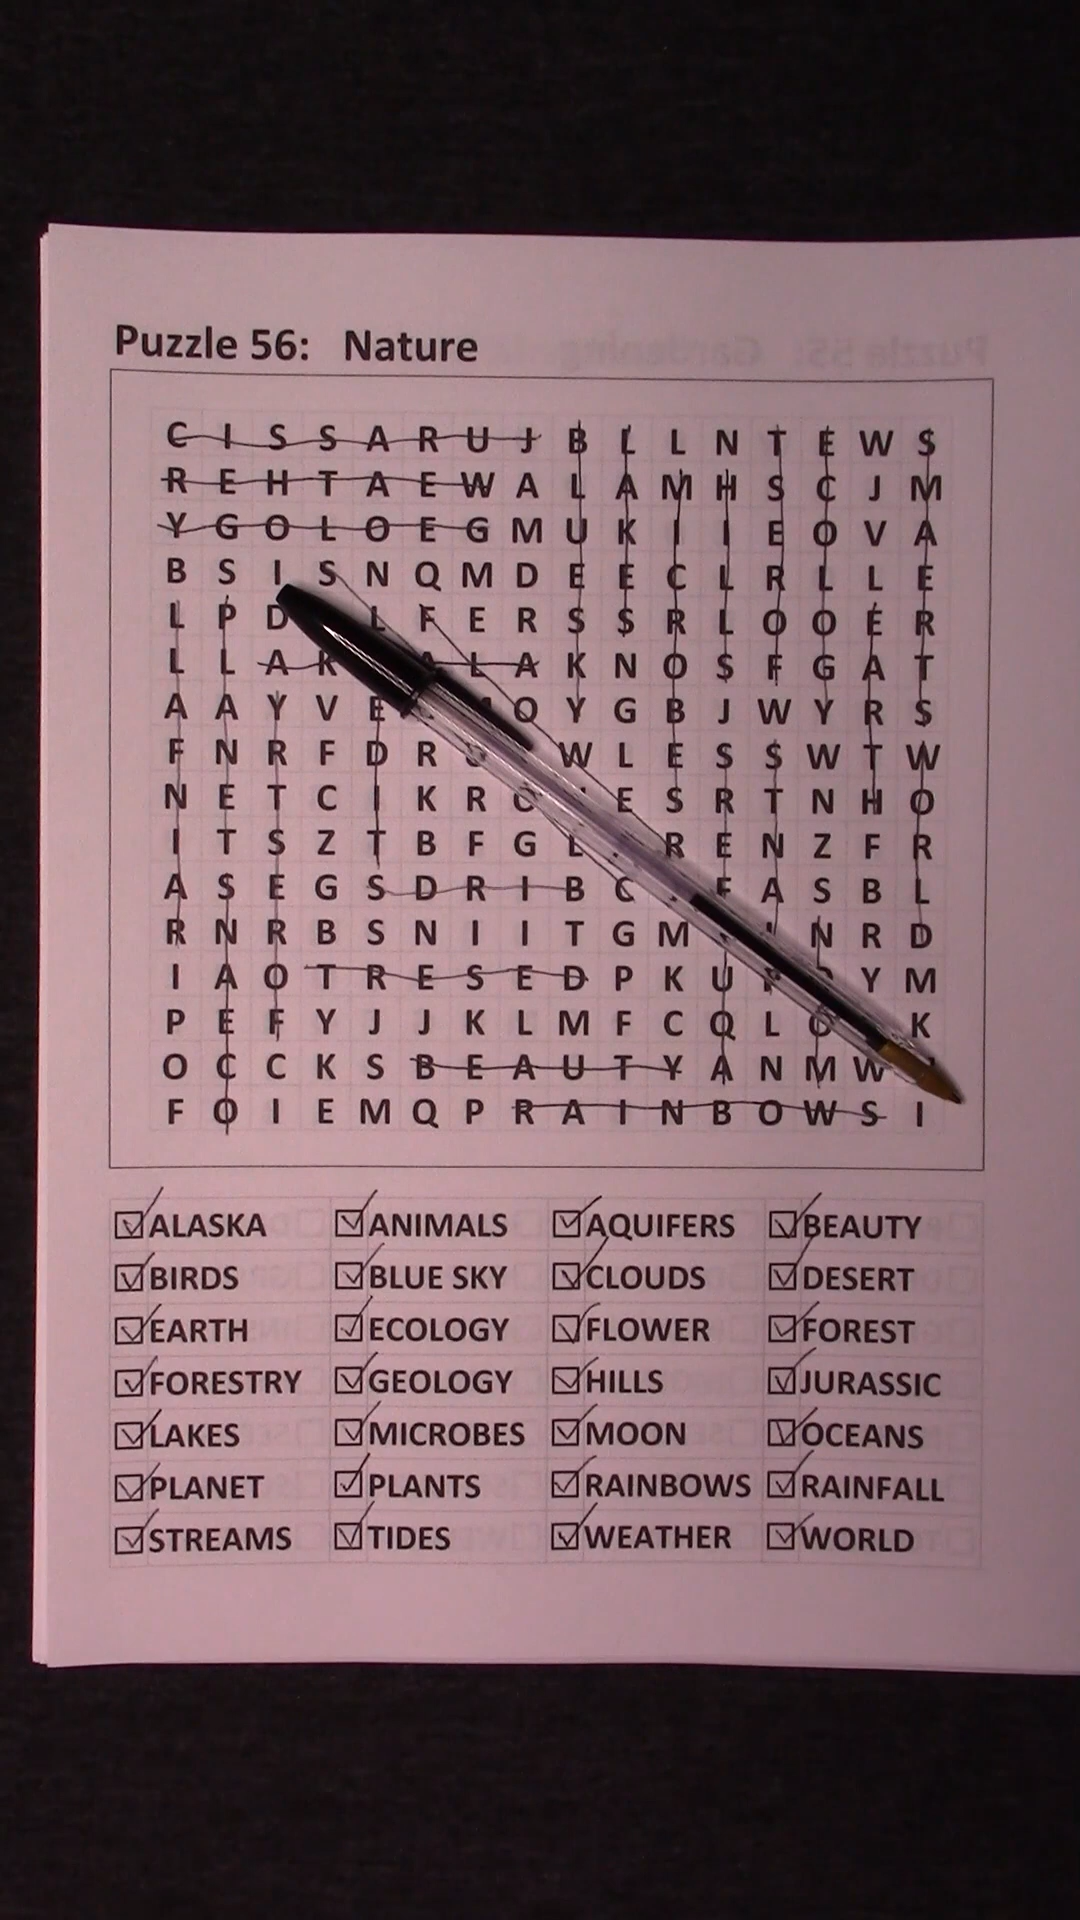 Puzzle 56: Nature
C I S S A R U J B L L N T E W S
R E H T A E W A L A M H S C J M
Y G O L O E G M U K I I E O V A
B S I S N Q M D E E C L R L L E
L P D L F E R S S R L O O E R
L L A K A L A K N O S F G A T
A A Y V E O Y G B J W Y R S
F N R F D R W L E S S W T W
N E T C I K R E S R T N H O
I T S Z T B F G L R E N Z F R
A S E G S D R I B C F A S B L
R N R B S N I I T G M N R D
I A O T R E S E D P K U Y M
P E F Y J J K L M F C Q L O K
O C C K S B E A U T Y A N M W
F O I E M Q P R A I N B O W S I
ALASKA ANIMALS AQUIFERS BEAUTY
BIRDS BLUE SKY CLOUDS DESERT
EARTH ECOLOGY FLOWER FOREST
FORESTRY GEOLOGY HILLS JURASSIC
LAKES MICROBES MOON OCEANS
PLANET PLANTS RAINBOWS RAINFALL
STREAMS TIDES WEATHER WORLD